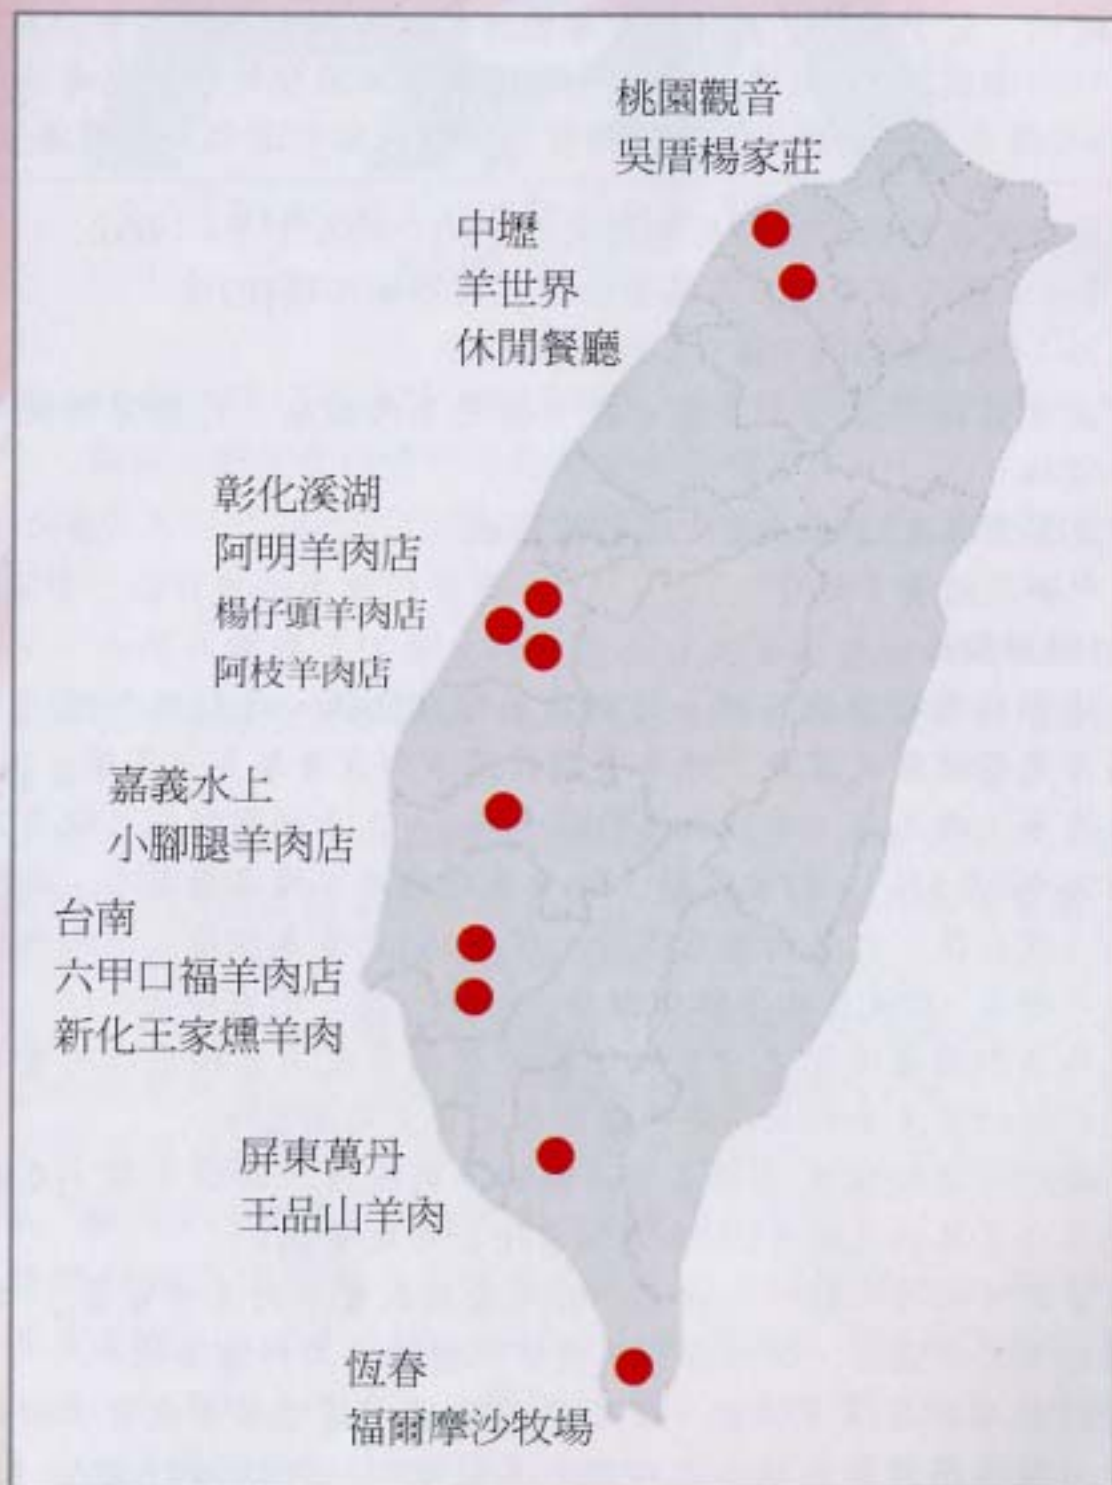 桃園觀音
吳厝楊家莊
中壢
羊世界
休閒餐廳
彰化溪湖
阿明羊肉店
楊仔頭羊肉店
阿枝羊肉店
嘉義水上
小腳腿羊肉店
台南
六甲口福羊肉店
新化王家燻羊肉
屏東萬丹
王品山羊肉
恆春
福爾摩沙牧場